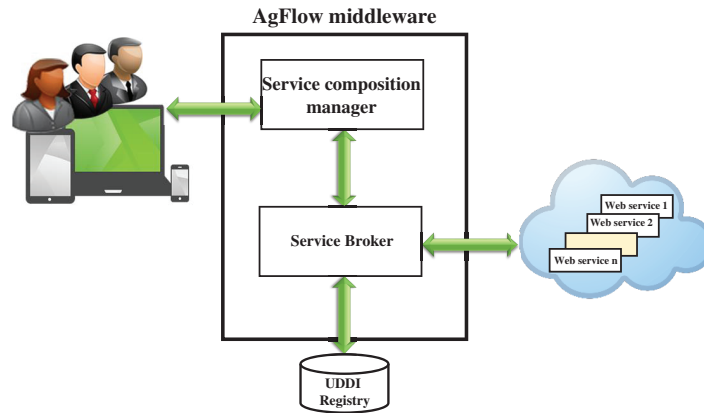 AgFlow middleware
Service composition
manager
Service Broker
Web service 1
Web service 2
Web service n
UDDI
Registry